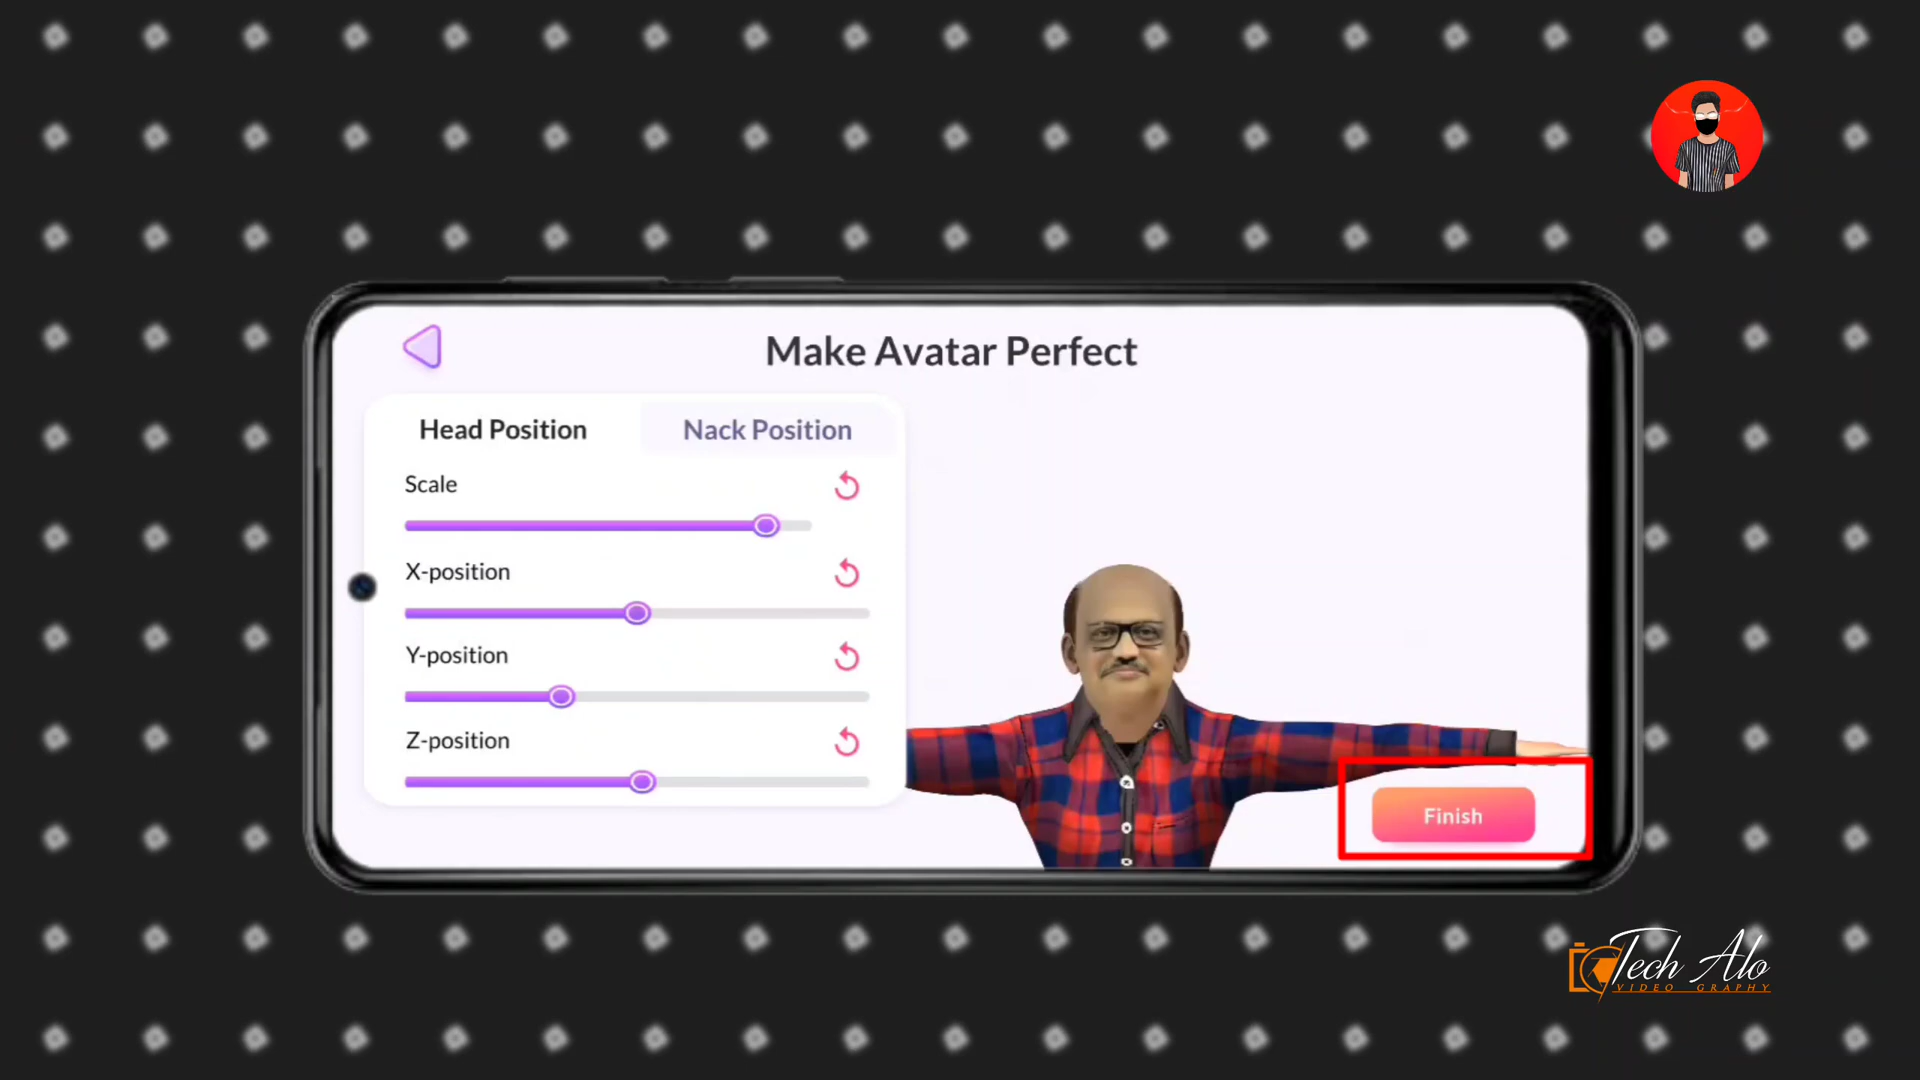 Make Avatar Perfect
Head Position
Nack Position
Scale
X-position
Y-position
Z-position
Finish
Tech Alo
VIDEO GRAPHY